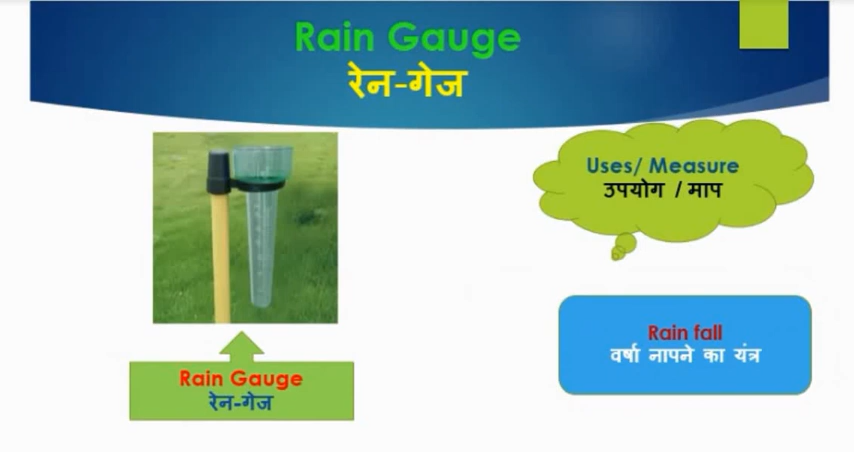 Rain Gauge
रेन-गेज
Uses/ Measure
उपयोग / माप
Rain fall
वर्षा नापने का यंत्र
Rain Gauge
रेन-गेज